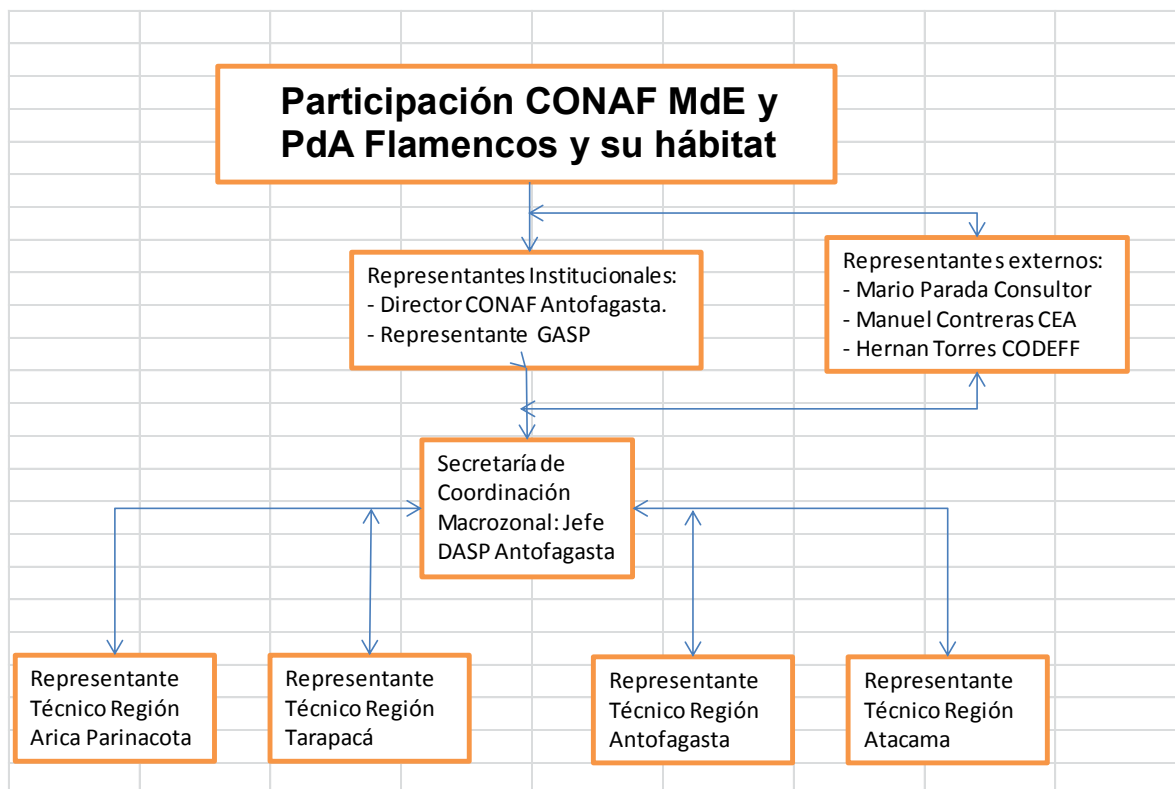 Participación CONAF MdE y
PdA Flamencos y su hábitat
Representantes Institucionales:
- Director CONAF Antofagasta.
- Representante GASP
Representantes externos:
- Mario Parada Consultor
- Manuel Contreras CEA
- Hernan Torres CODEFF
Secretaría de
Coordinación
Macrozonal: Jefe
DASP Antofagasta
Representante
Técnico Región
Arica Parinacota
Representante
Técnico Región
Tarapacá
Representante
Técnico Región
Antofagasta
Representante
Técnico Región
Atacama